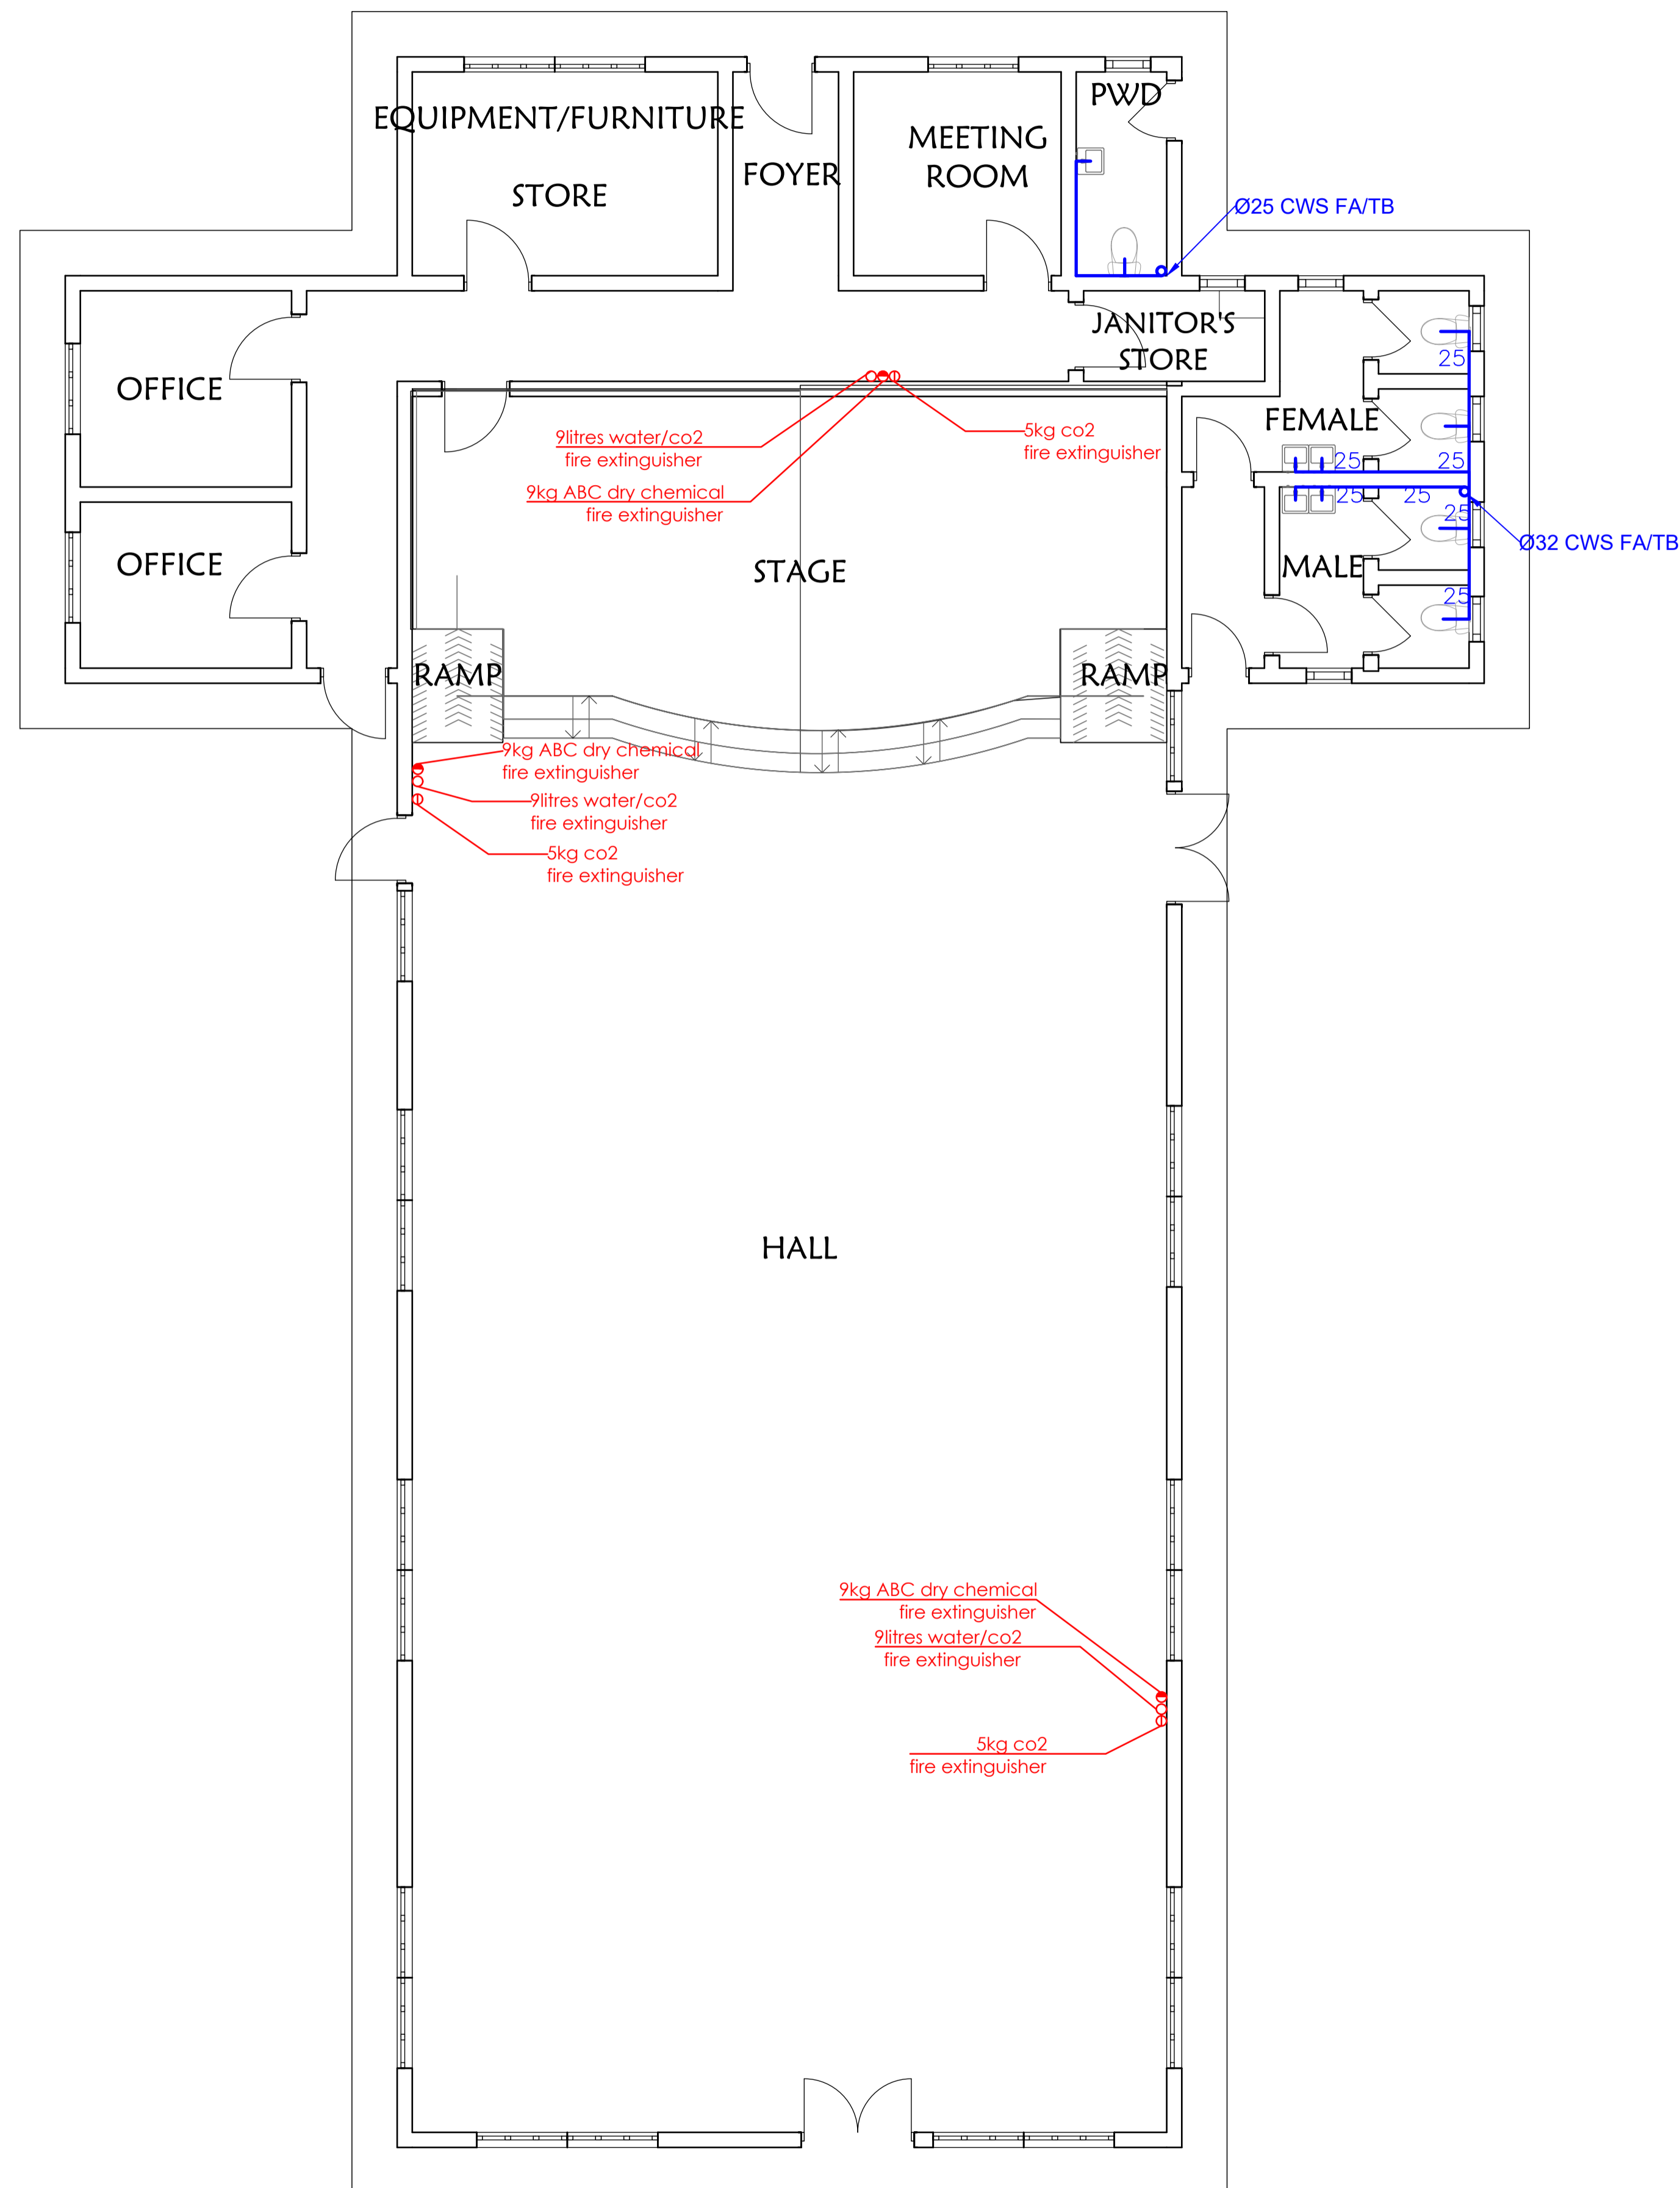 PWD
EQUIPMENT/FURNITURE
STORE
FOYER
MEETING
ROOM
Ø25 CWS FA/TB
JANITOR'S
STORE
25
OFFICE
FEMALE
9litres water/co2
fire extinguisher
5kg co2
fire extinguisher
25
25
9kg ABC dry chemical
fire extinguisher
25
25
25
Ø32 CWS FA/TB
OFFICE
STAGE
MALE
25
RAMP
RAMP
9kg ABC dry chemical
fire extinguisher
9litres water/co2
fire extinguisher
5kg co2
fire extinguisher
HALL
9kg ABC dry chemical
fire extinguisher
9litres water/co2
fire extinguisher
5kg co2
fire extinguisher